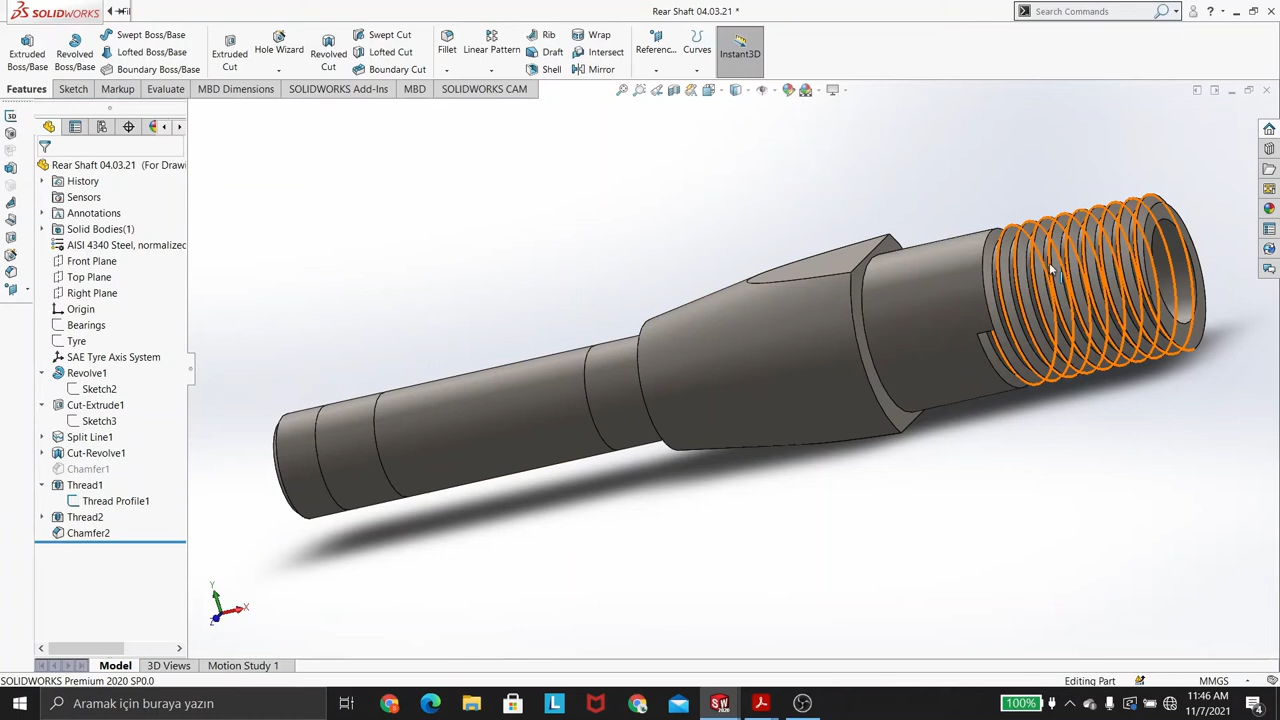 SOLIDWORKS
Rear Shaft 04.03.21 *
Search Commands
Extruded Boss/Base
Revolved Boss/Base
Swept Boss/Base
Lofted Boss/Base
Boundary Boss/Base
Extruded Cut
Hole Wizard
Revolved Cut
Swept Cut
Lofted Cut
Boundary Cut
Fillet
Linear Pattern
Rib
Draft
Shell
Wrap
Intersect
Mirror
Referenc...
Curves
Instant3D
Features
Sketch
Markup
Evaluate
MBD Dimensions
SOLIDWORKS Add-Ins
MBD
SOLIDWORKS CAM
Rear Shaft 04.03.21 (For Drawi
History
Sensors
Annotations
Solid Bodies(1)
AISI 4340 Steel, normalized
Front Plane
Top Plane
Right Plane
Origin
Bearings
Tyre
SAE Tyre Axis System
Revolve1
Sketch2
Cut-Extrude1
Sketch3
Split Line1
Cut-Revolve1
Chamfer1
Thread1
Thread Profile1
Thread2
Chamfer2
Y
X
Z
Model
3D Views
Motion Study 1
SOLIDWORKS Premium 2020 SP0.0
Editing Part
MMGS
Aramak için buraya yazın
100%
11:46 AM
11/7/2021